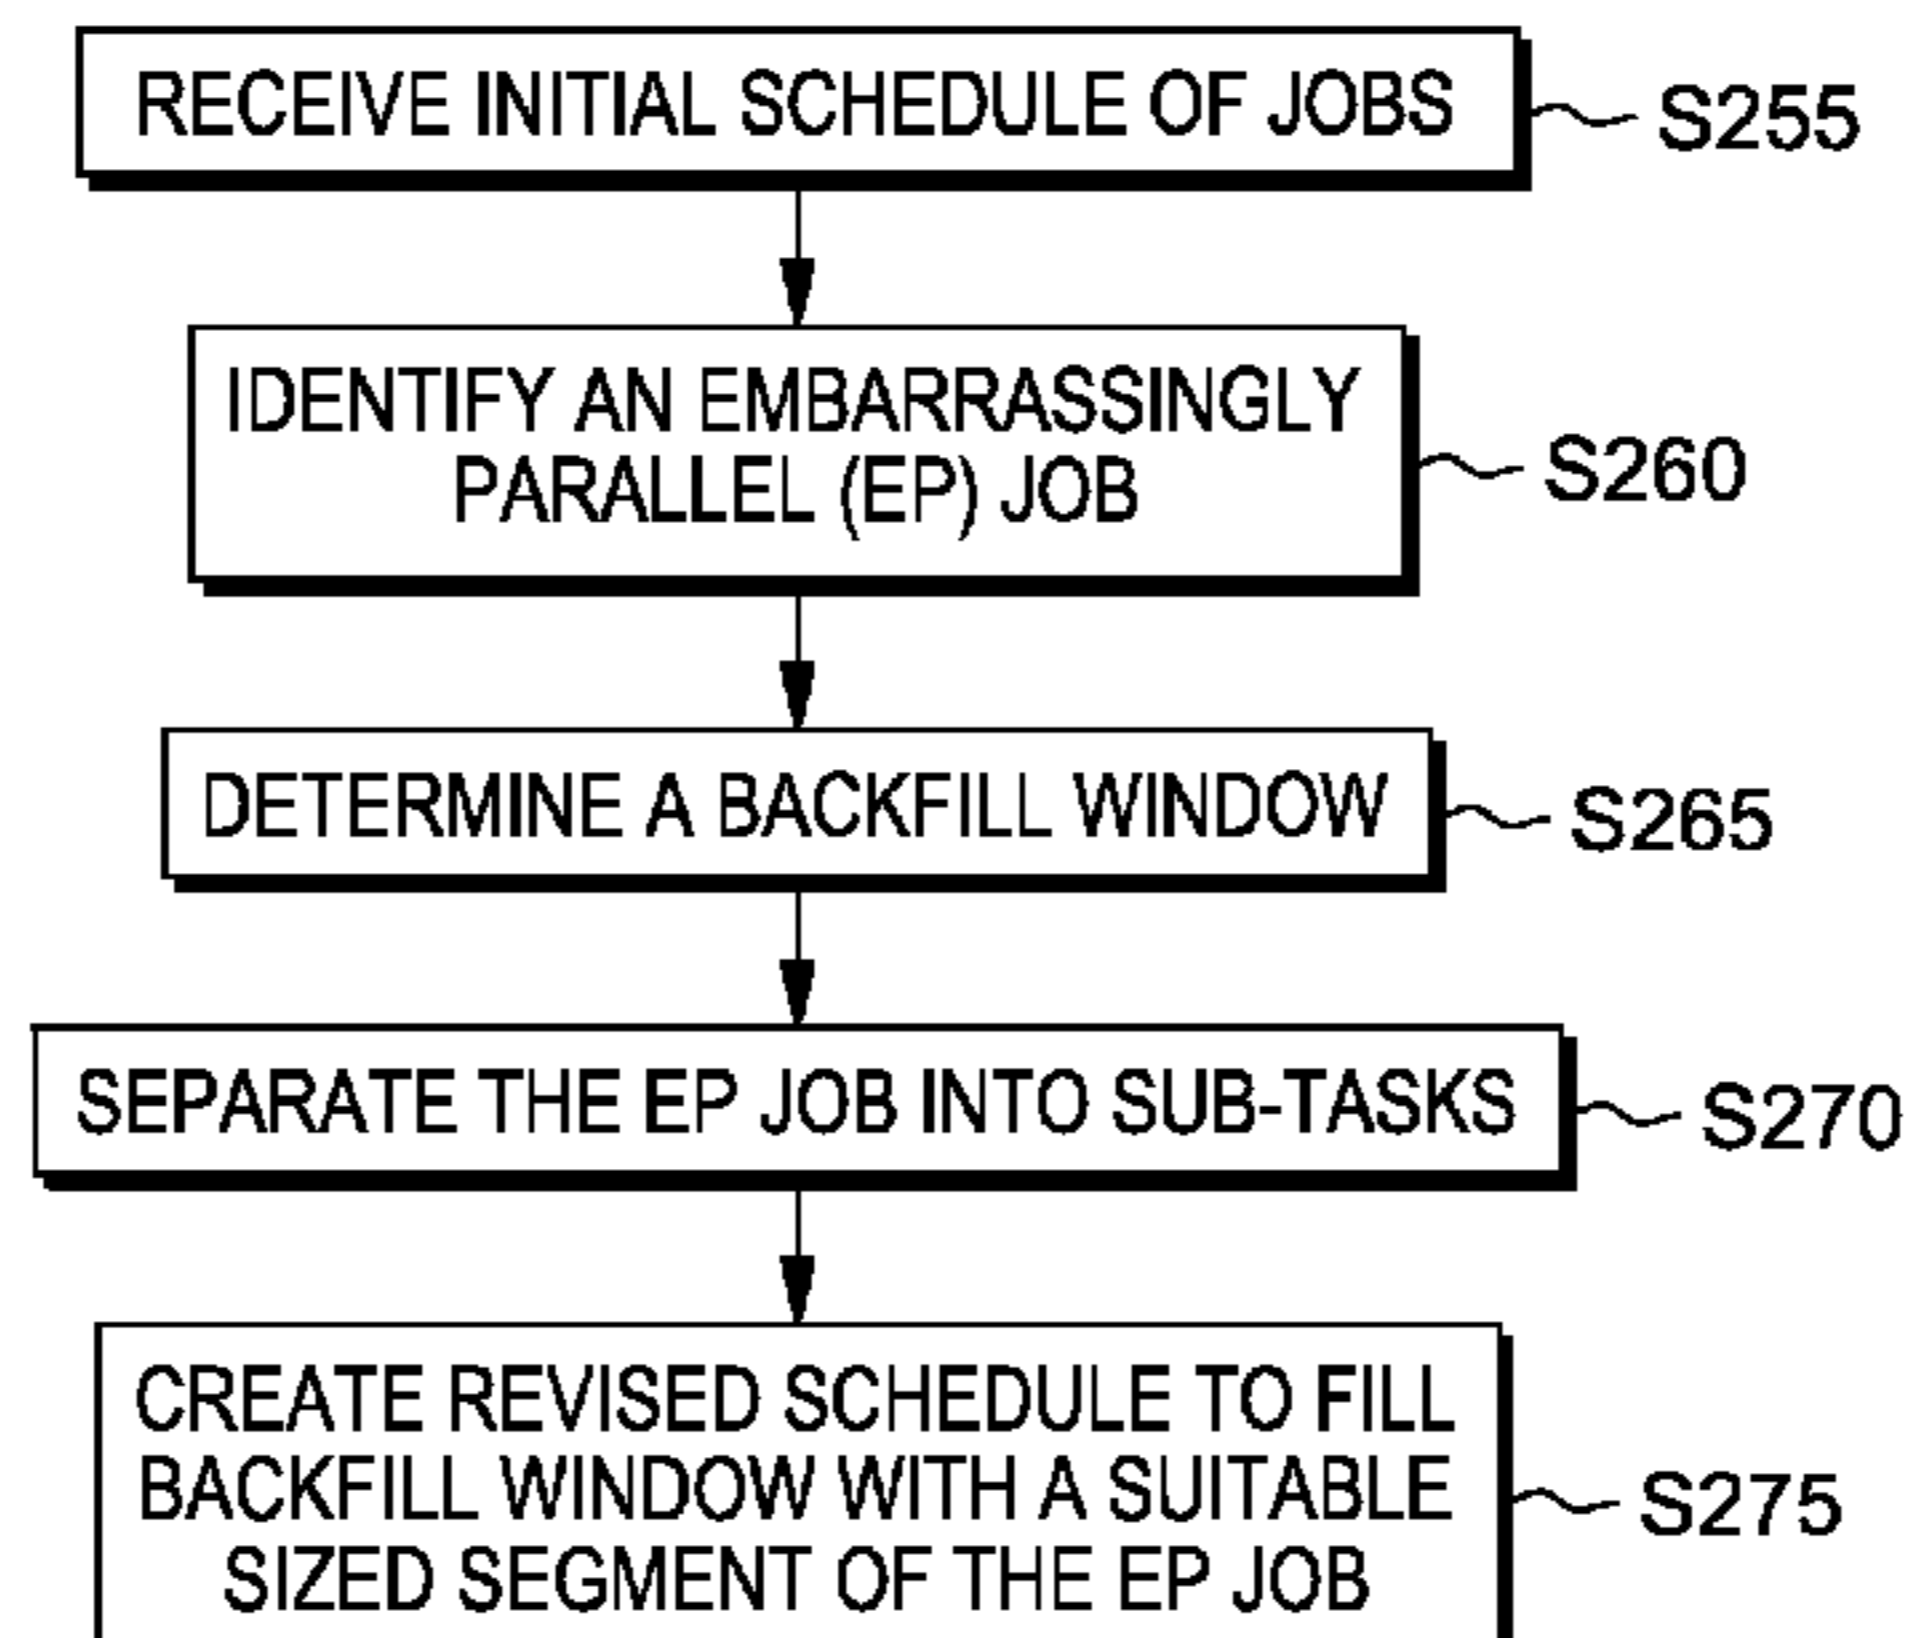 RECEIVE INITIAL SCHEDULE OF JOBS
S255
IDENTIFY AN EMBARRASSINGLY
PARALLEL (EP) JOB
S260
DETERMINE A BACKFILL WINDOW
S265
SEPARATE THE EP JOB INTO SUB-TASKS
S270
CREATE REVISED SCHEDULE TO FILL
BACKFILL WINDOW WITH A SUITABLE
SIZED SEGMENT OF THE EP JOB
S275